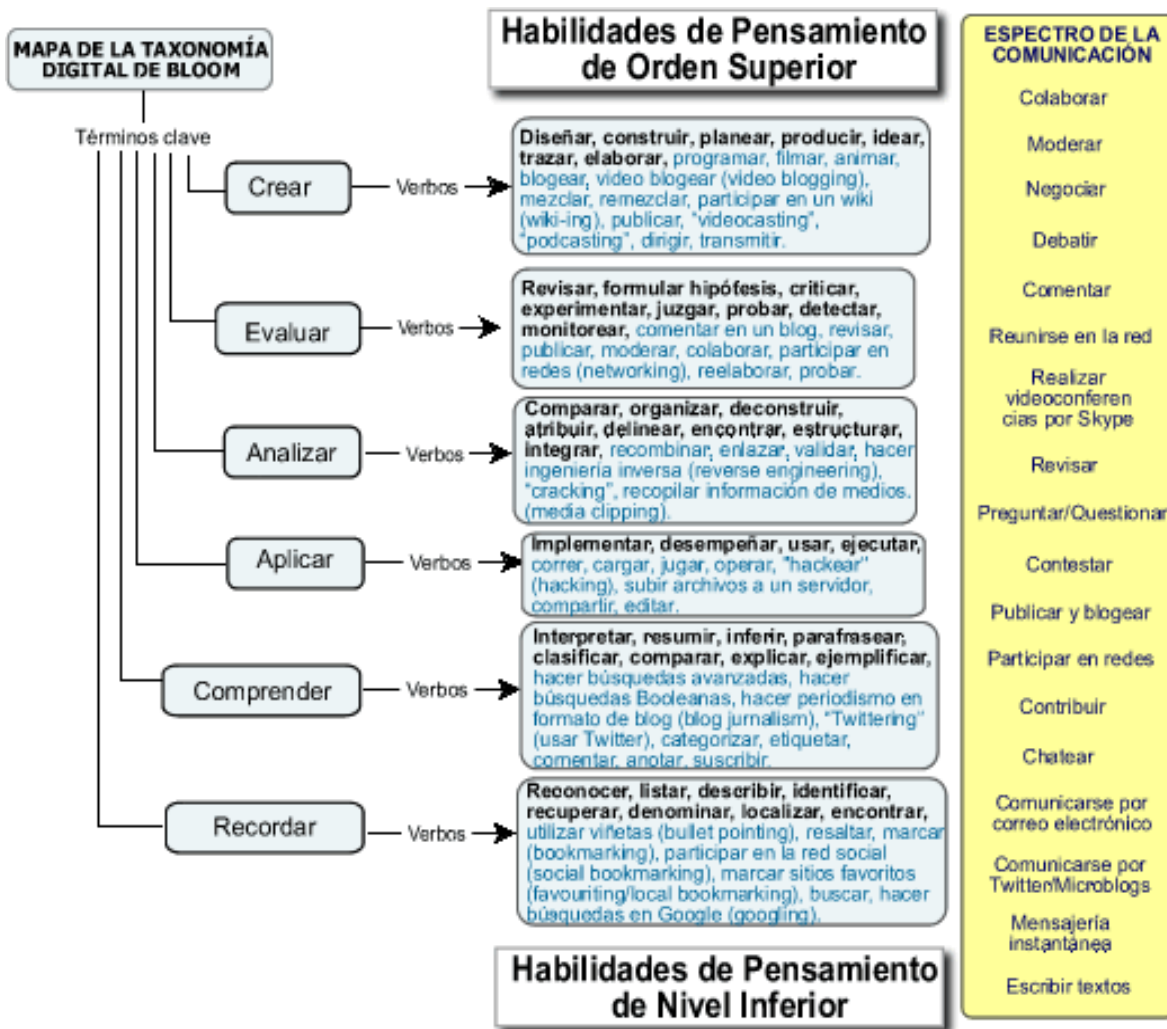 MAPA DE LA TAXONOMÍA
DIGITAL DE BLOOM
Términos clave
Habilidades de Pensamiento
de Orden Superior
Crear
Verbos
Diseñar, construir, planear, producir, idear,
trazar, elaborar, programar, filmar, animar,
blogear, video blogear (video blogging),
mezclar, remezclar, participar en un wiki
(wiki-ing), publicar, "videocasting",
"podcasting", dirigir, transmitir.
Evaluar
Verbos
Revisar, formular hipótesis, criticar,
experimentar, juzgar, probar, detectar,
monitorear, comentar en un blog, revisar,
publicar, moderar, colaborar, participar en
redes (networking), reelaborar, probar.
Analizar
Verbos
Comparar, organizar, deconstruir,
atribuir, delinear, encontrar, estructurar,
integrar, recombinar, enlazar, validar, hacer
ingeniería inversa (reverse engineering),
"cracking", recopilar información de medios.
(media clipping).
Aplicar
Verbos
Implementar, desempeñar, usar, ejecutar,
correr, cargar, jugar, operar, "hackear"
(hacking), subir archivos a un servidor,
compartir, editar.
Comprender
Verbos
Interpretar, resumir, inferir, parafrasear,
clasificar, comparar, explicar, ejemplificar,
hacer búsquedas avanzadas, hacer
búsquedas Booleanas, hacer periodismo en
formato de blog (blog jornalism), "Twittering"
(usar Twitter), categorizar, etiquetar,
comentar, anotar, suscribir.
Recordar
Verbos
Reconocer, listar, describir, identificar,
recuperar, denominar, localizar, encontrar,
utilizar viñetas (bullet pointing), resaltar, marcar
(bookmarking), participar en la red social
(social bookmarking), marcar sitios favoritos
(favouriting/local bookmarking), buscar, hacer
búsquedas en Google (googling).
Habilidades de Pensamiento
de Nivel Inferior
ESPECTRO DE LA
COMUNICACIÓN
Colaborar
Moderar
Negociar
Debatir
Comentar
Reunirse en la red
Realizar
videoconferen
cias por Skype
Revisar
Preguntar/Questionar
Contestar
Publicar y blogear
Participar en redes
Contribuir
Chatear
Comunicarse por
correo electrónico
Comunicarse por
Twitter/Microblogs
Mensajería
instantánea
Escribir textos